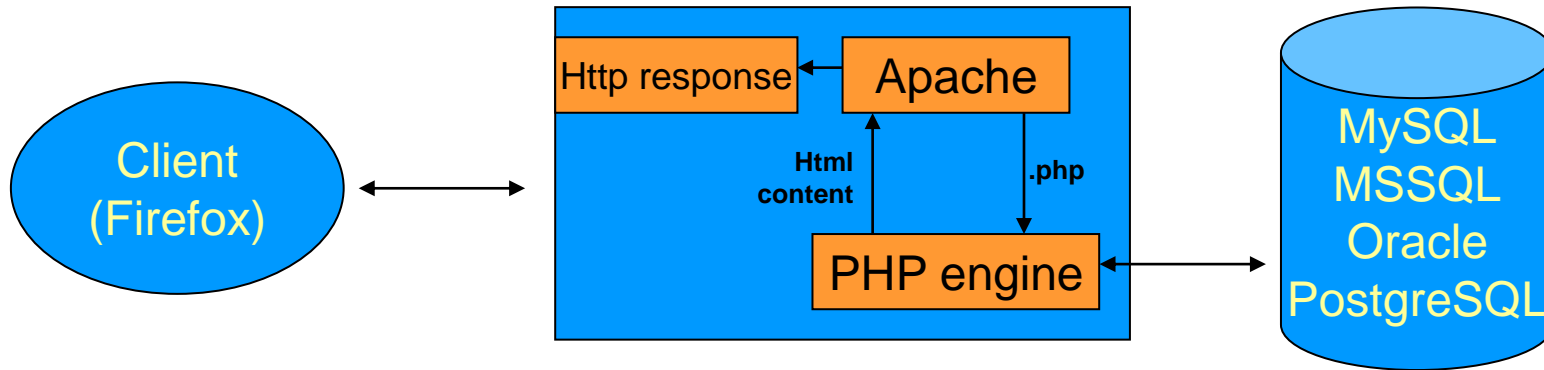 Client
(Firefox)
Http response
Apache
Html
content
.php
PHP engine
MySQL
MSSQL
Oracle
PostgreSQL